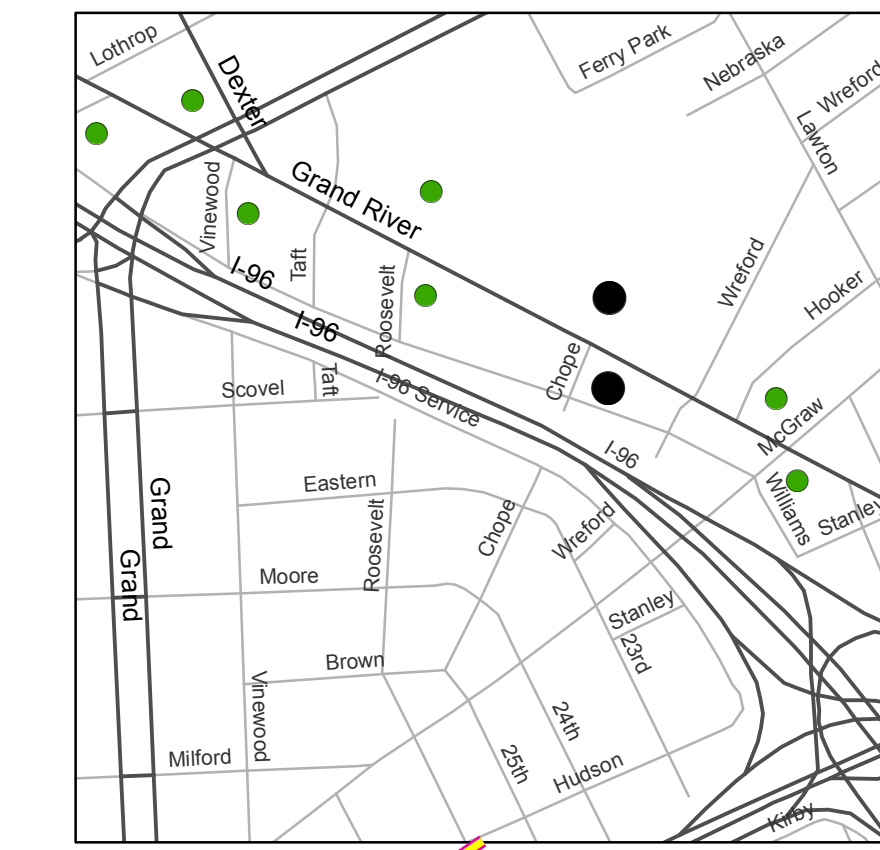 Lothrop
Ferry Park
Nebraska
Wreford
Dexter
Lawton
Vinewood
Grand River
Taft
I-96
Wreford
Hooker
Roosevelt
I-96
Chope
Taft
Scovel
I-96 Service
McGraw
I-96
Eastern
Grand
Roosevelt
Chope
Wreford
Williams
Stanley
Grand
Moore
Stanley
23rd
Brown
Vinewood
24th
25th
Milford
Hudson
Kirby